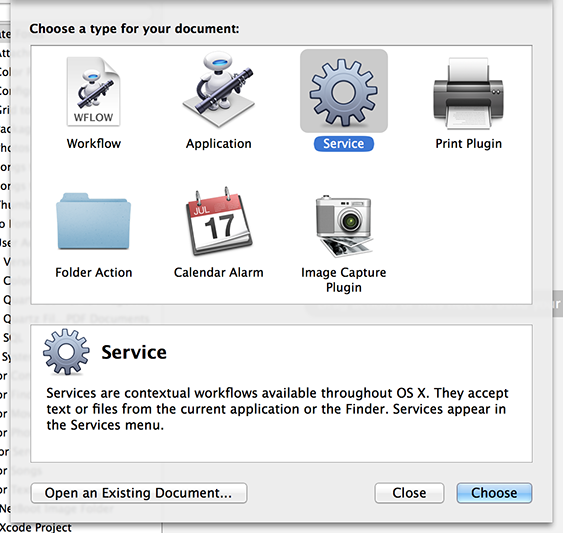 Choose a type for your document:
WFLOW
JUL
17
Workflow
Application
Service
Print Plugin
Folder Action
Calendar Alarm
Image Capture
Plugin
Service
Services are contextual workflows available throughout OS X. They accept
text or files from the current application or the Finder. Services appear in
the Services menu.
Open an Existing Document...
Close
Choose
Xcode Project